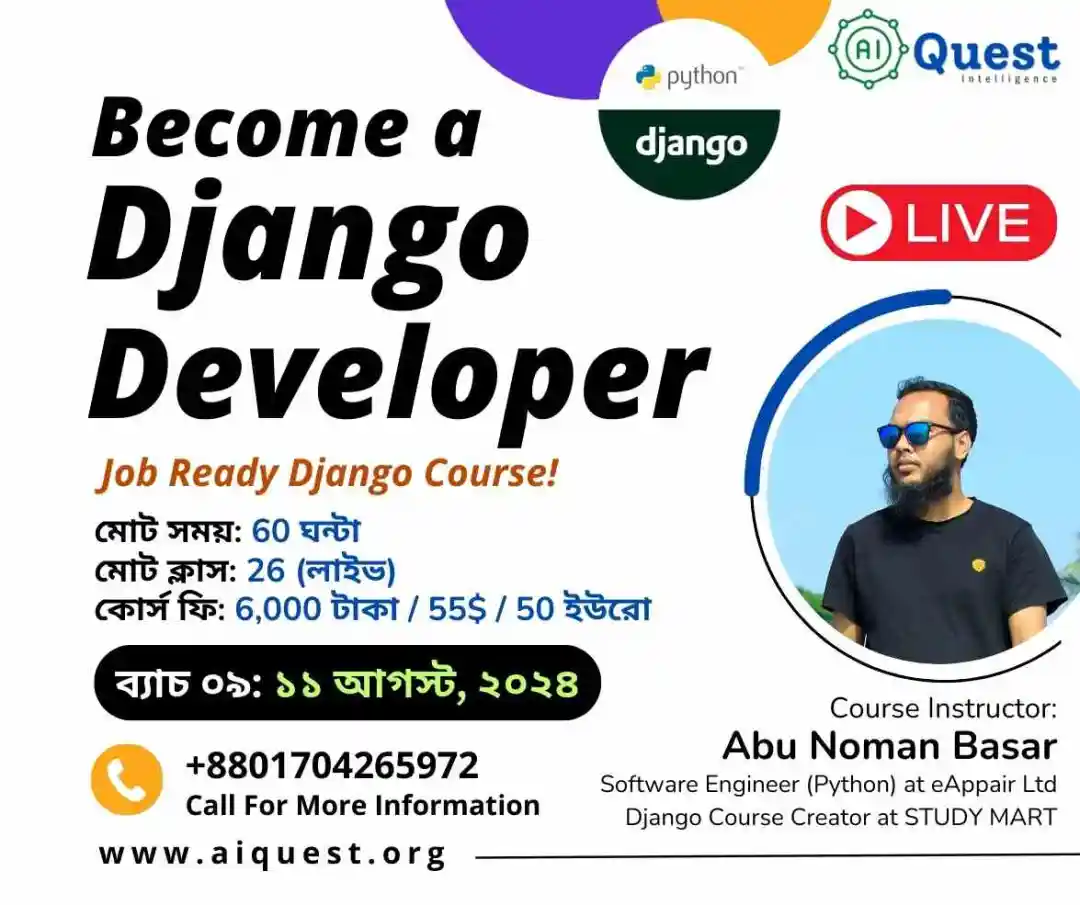 python™
django
AI Quest
Intelligence
Become a
Django
Developer
LIVE
Job Ready Django Course!
মোট সময়: 60 ঘন্টা
মোট ক্লাস: 26 (লাইভ)
কোর্স ফি: 6,000 টাকা / 55$ / 50 ইউরো
ব্যাচ ০৯: ১১ আগস্ট, ২০২৪
+8801704265972
Call For More Information
www.aiquest.org
Course Instructor:
Abu Noman Basar
Software Engineer (Python) at eAppair Ltd
Django Course Creator at STUDY MART